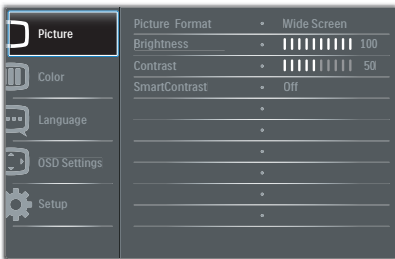 Picture
Color
Language
OSD Settings
Setup
Picture Format • Wide Screen
Brightness • 100
Contrast • 50
SmartContrast • Off